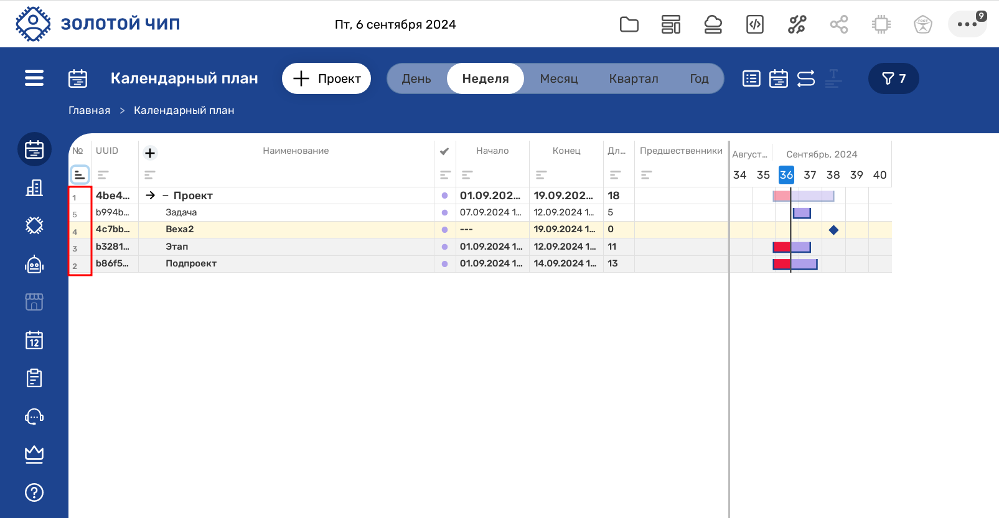 ЗОЛОТОЙ ЧИП
Пт, 6 сентября 2024
ГОСТ
9
Календарный план
Проект
День
Неделя
Месяц
Квартал
Год
T
7
Главная > Календарный план
№ UUID Наименование Начало Конец Дл... Предшественники Август... Сентябрь, 2024
34 35 36 37 38 39 40
1 4be4... – Проект 01.09.202... 19.09.202... 18
5 b994b... Задача 07.09.2024 1... 12.09.2024 1... 5
4 4c7bb... Веха2 --- 19.09.2024 1... 0
3 b3281... Этап 01.09.2024 1... 12.09.2024 1... 11
2 b86f5... Подпроект 01.09.2024 1... 14.09.2024 1... 13
12